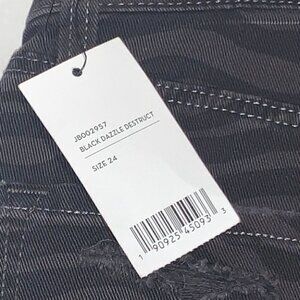 JB002957
BLACK DAZZLE DESTRUCT
SIZE 24
1 90925 45093 3